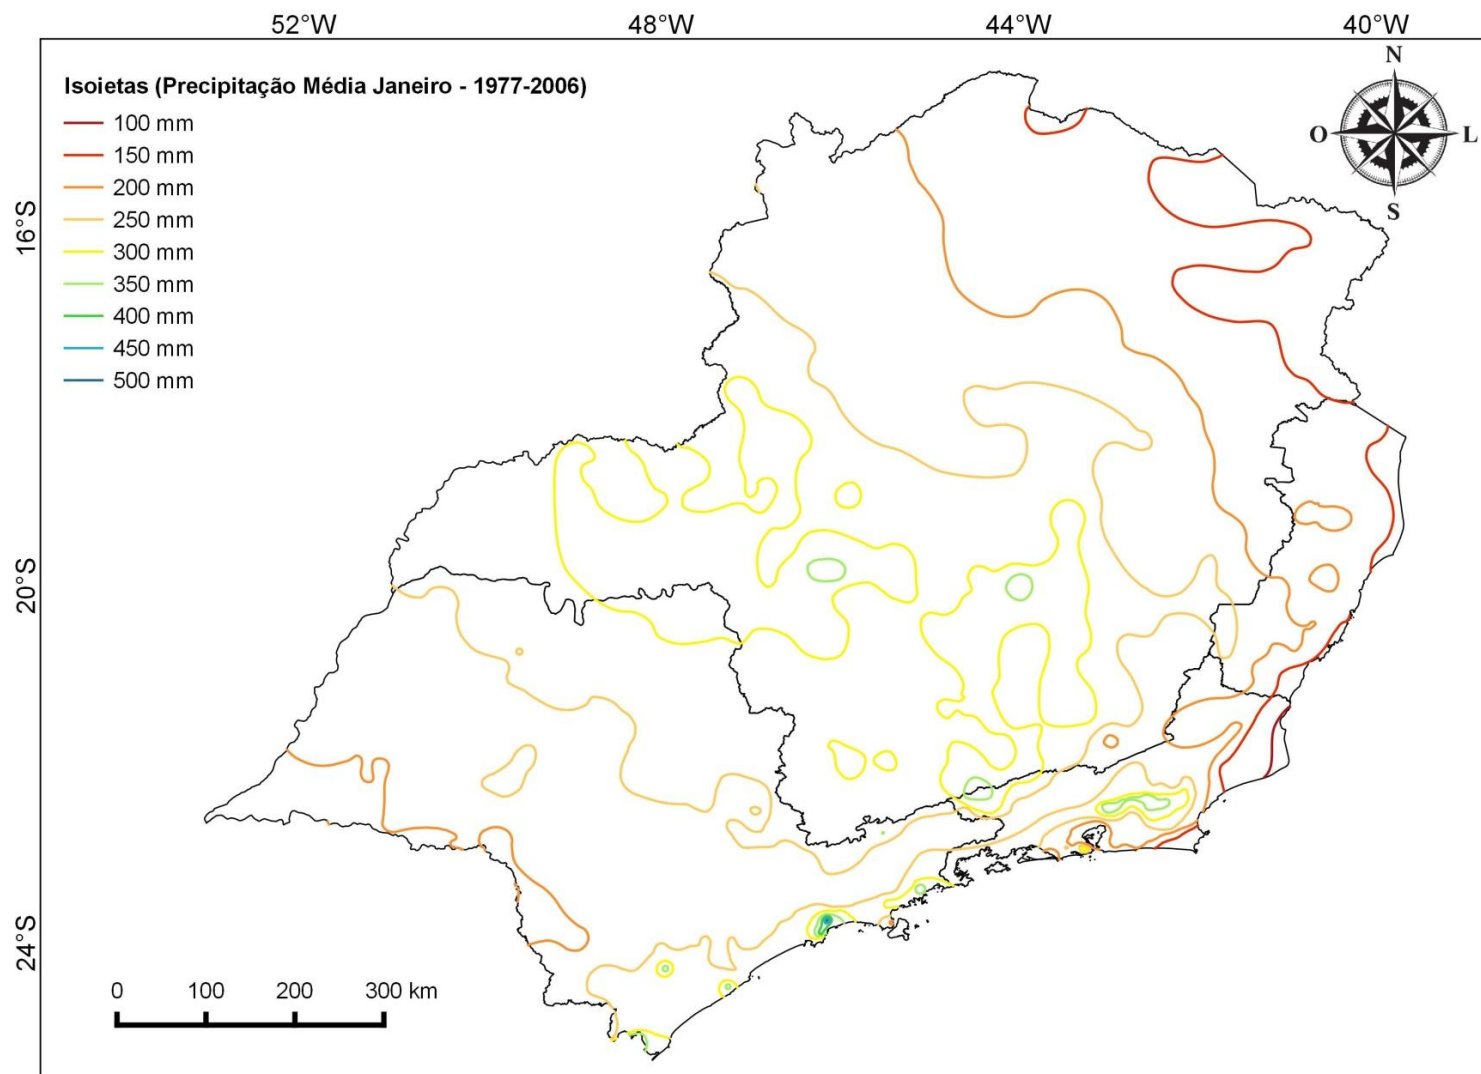 52°W 48°W 44°W 40°W
Isoietas (Precipitação Média Janeiro - 1977-2006)
100 mm
150 mm
200 mm
250 mm
300 mm
350 mm
400 mm
450 mm
500 mm
N
O L
S
16°S
20°S
24°S
0 100 200 300 km